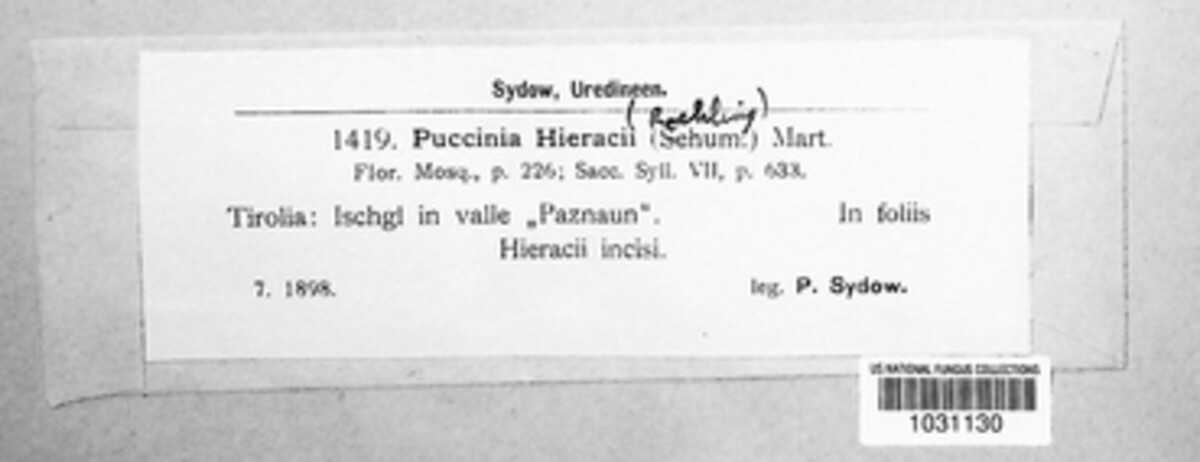 Sydow, Uredineen.
(Roehling)
1419. Puccinia Hieracii (Schum.) Mart.
Flor. Mosq., p. 226; Sacc. Syll. VII, p. 633.
Tirolia: Ischgl in valle „Paznaun“. In foliis
Hieracii incisi.
7. 1898. leg. P. Sydow.
US NATIONAL FUNGUS COLLECTIONS
1031130